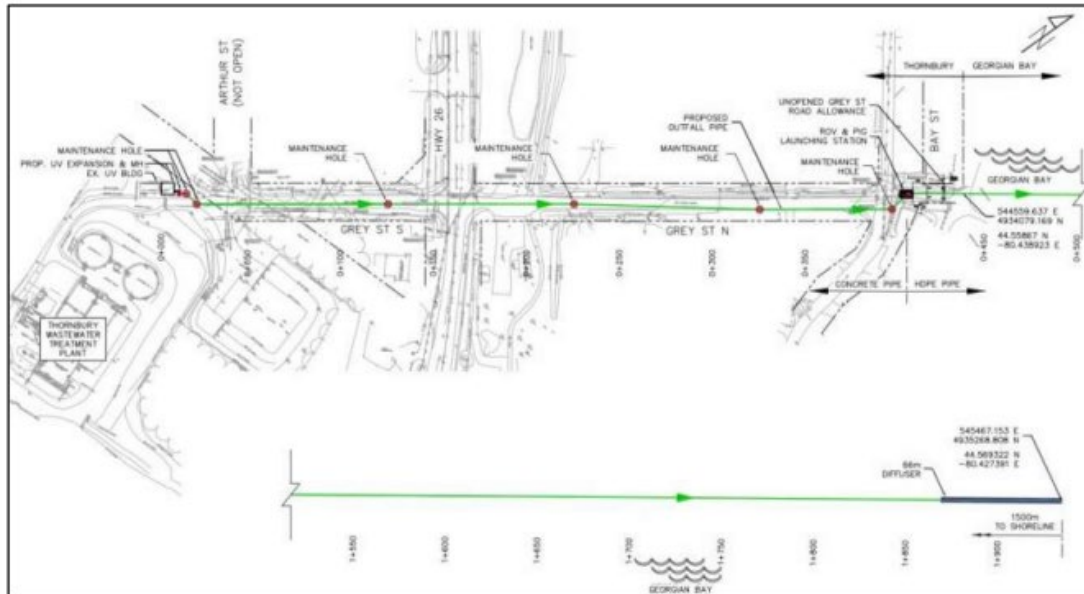 ARTHUR ST
(NOT OPEN)
HWY 26
THORNBURY
GEORGIAN BAY
UNOPENED GREY ST
ROAD ALLOWANCE
BAY ST
PROPOSED
OUTFALL PIPE
ROV & PIG
LAUNCHING STATION
MAINTENANCE HOLE
PROP. UV EXPANSION & MH
EX. UV BLDG
MAINTENANCE
HOLE
MAINTENANCE
HOLE
MAINTENANCE
HOLE
MAINTENANCE
HOLE
GEORGIAN BAY
544559.637 E
4934079.169 N
44.55867 N
-80.438923 E
GREY ST S
GREY ST N
0+000
0+050
0+100
0+150
0+200
0+250
0+300
0+350
0+450
0+500
CONCRETE PIPE
HDPE PIPE
THORNBURY
WASTEWATER
TREATMENT
PLANT
545467.153 E
4935268.808 N
44.569322 N
-80.427391 E
66m
DIFFUSER
1500m
TO SHORELINE
1+550
1+600
1+650
1+700
1+750
1+800
1+850
1+900
GEORGIAN BAY